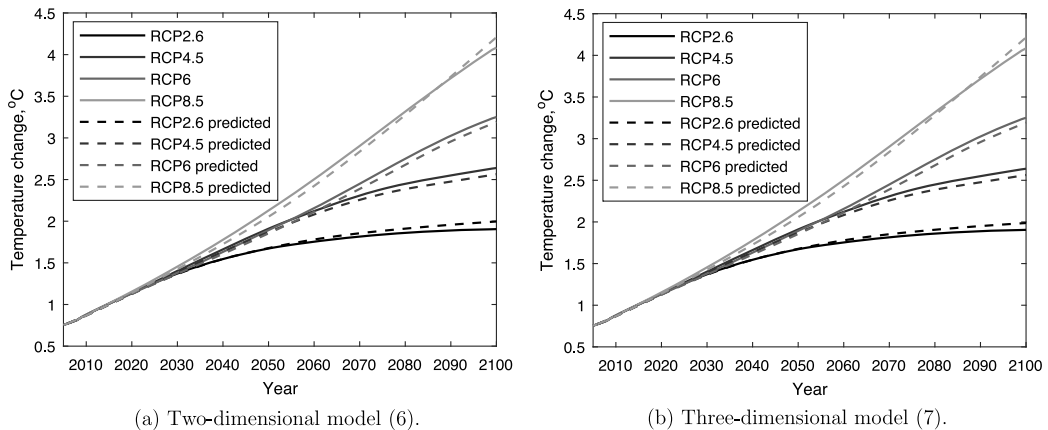 4.5
4
3.5
3
2.5
2
1.5
1
0.5
Temperature change,°C
RCP2.6
RCP4.5
RCP6
RCP8.5
RCP2.6 predicted
RCP4.5 predicted
RCP6 predicted
RCP8.5 predicted
2010 2020 2030 2040 2050 2060 2070 2080 2090 2100
Year
(a) Two-dimensional model (6).
4.5
4
3.5
3
2.5
2
1.5
1
0.5
Temperature change,°C
RCP2.6
RCP4.5
RCP6
RCP8.5
RCP2.6 predicted
RCP4.5 predicted
RCP6 predicted
RCP8.5 predicted
2010 2020 2030 2040 2050 2060 2070 2080 2090 2100
Year
(b) Three-dimensional model (7).